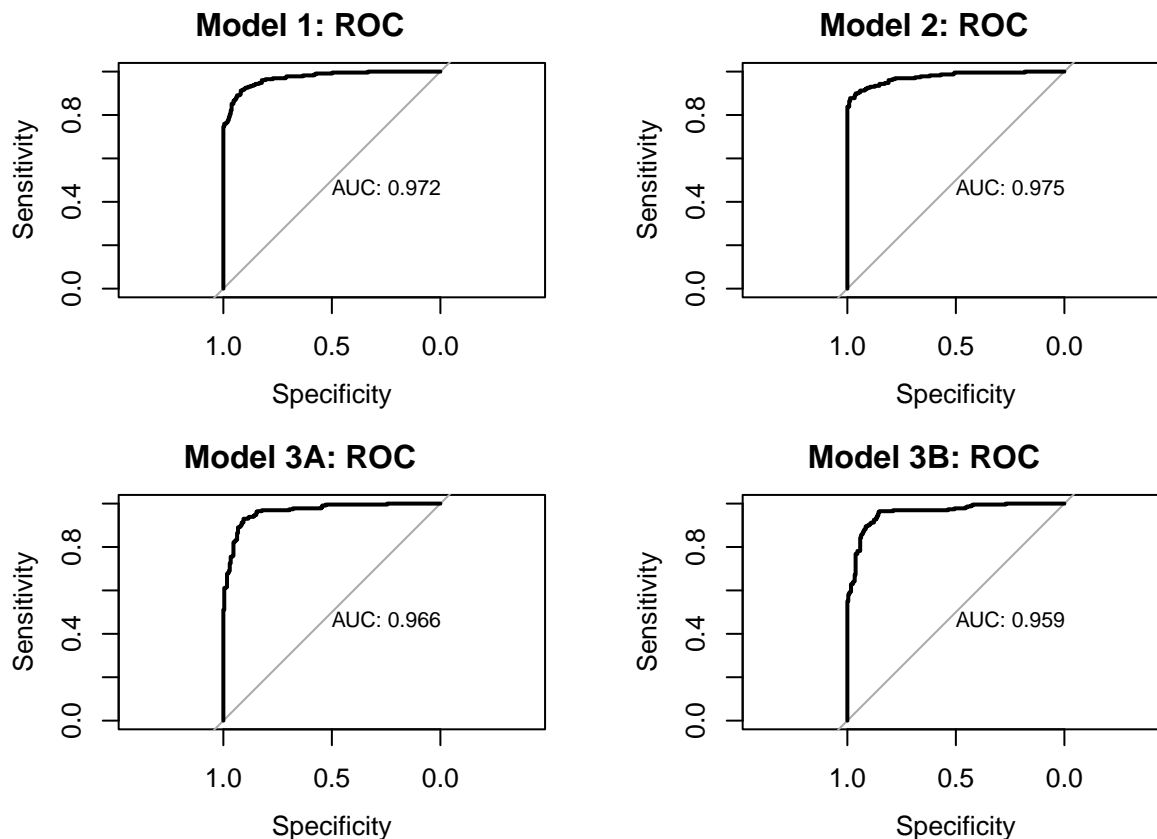 Model 1: ROC
Sensitivity
0.0
0.4
0.8
AUC: 0.972
1.0 0.5 0.0
Specificity
Model 2: ROC
Sensitivity
0.0
0.4
0.8
AUC: 0.975
1.0 0.5 0.0
Specificity
Model 3A: ROC
Sensitivity
0.0
0.4
0.8
AUC: 0.966
1.0 0.5 0.0
Specificity
Model 3B: ROC
Sensitivity
0.0
0.4
0.8
AUC: 0.959
1.0 0.5 0.0
Specificity